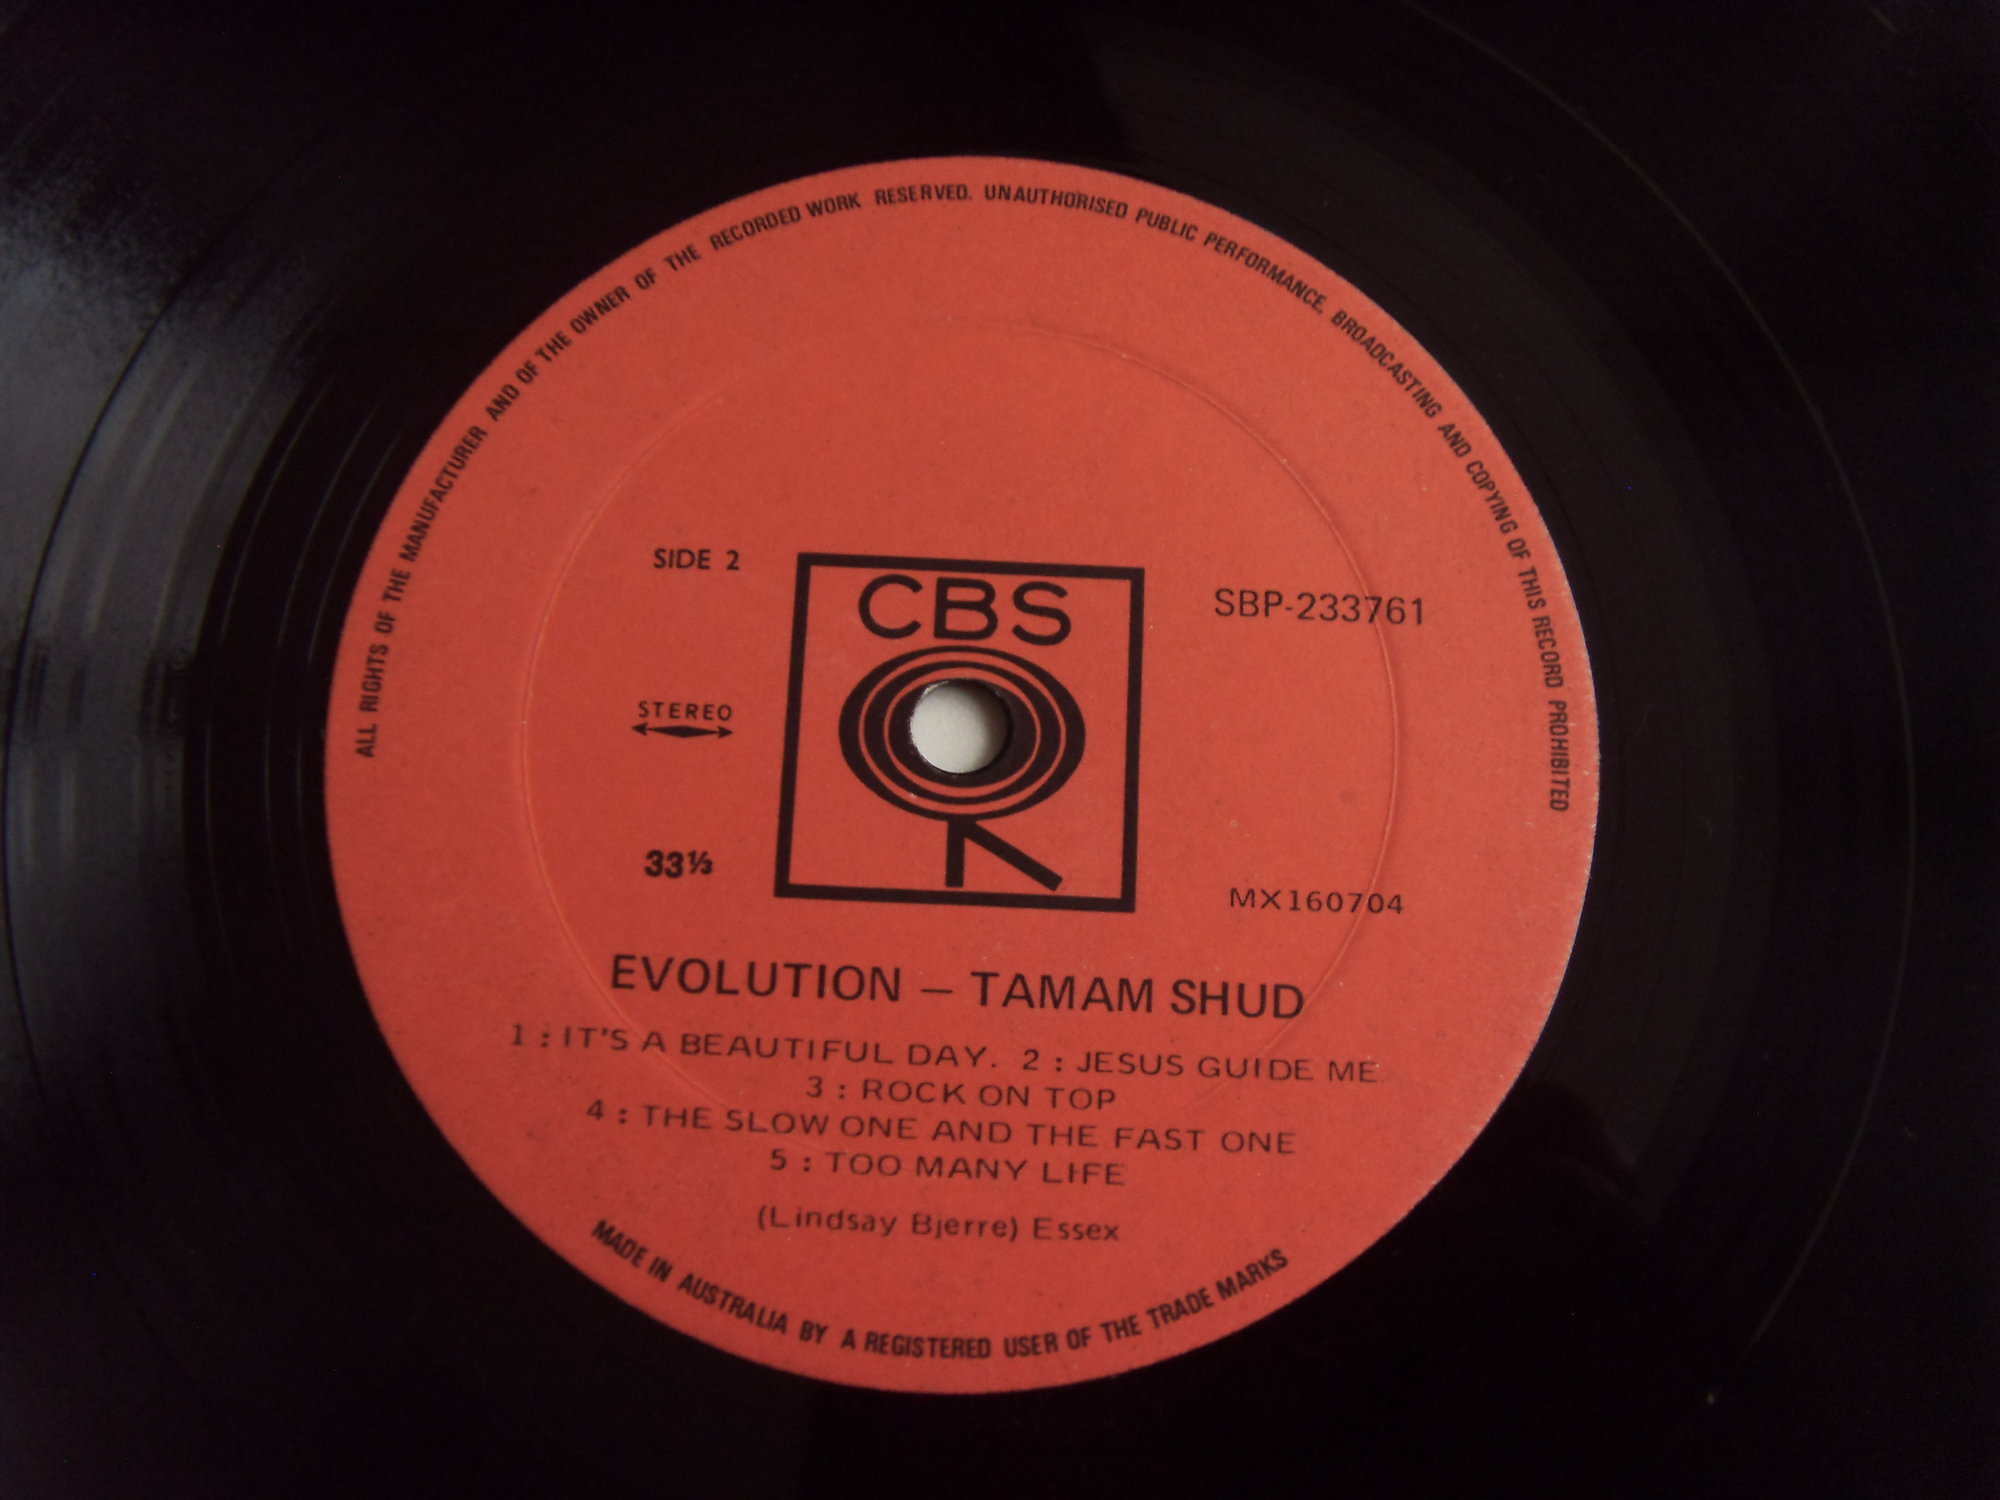 ALL RIGHTS OF THE MANUFACTURER AND OF THE OWNER OF THE RECORDED WORK RESERVED. UNAUTHORISED PUBLIC PERFORMANCE, BROADCASTING AND COPYING OF THIS RECORD PROHIBITED
SIDE 2
CBS
SBP-233761
STEREO
33⅓
MX160704
EVOLUTION — TAMAM SHUD
1 : IT'S A BEAUTIFUL DAY. 2 : JESUS GUIDE ME
3 : ROCK ON TOP
4 : THE SLOW ONE AND THE FAST ONE
5 : TOO MANY LIFE
(Lindsay Bjerre) Essex
MADE IN AUSTRALIA BY A REGISTERED USER OF THE TRADE MARKS